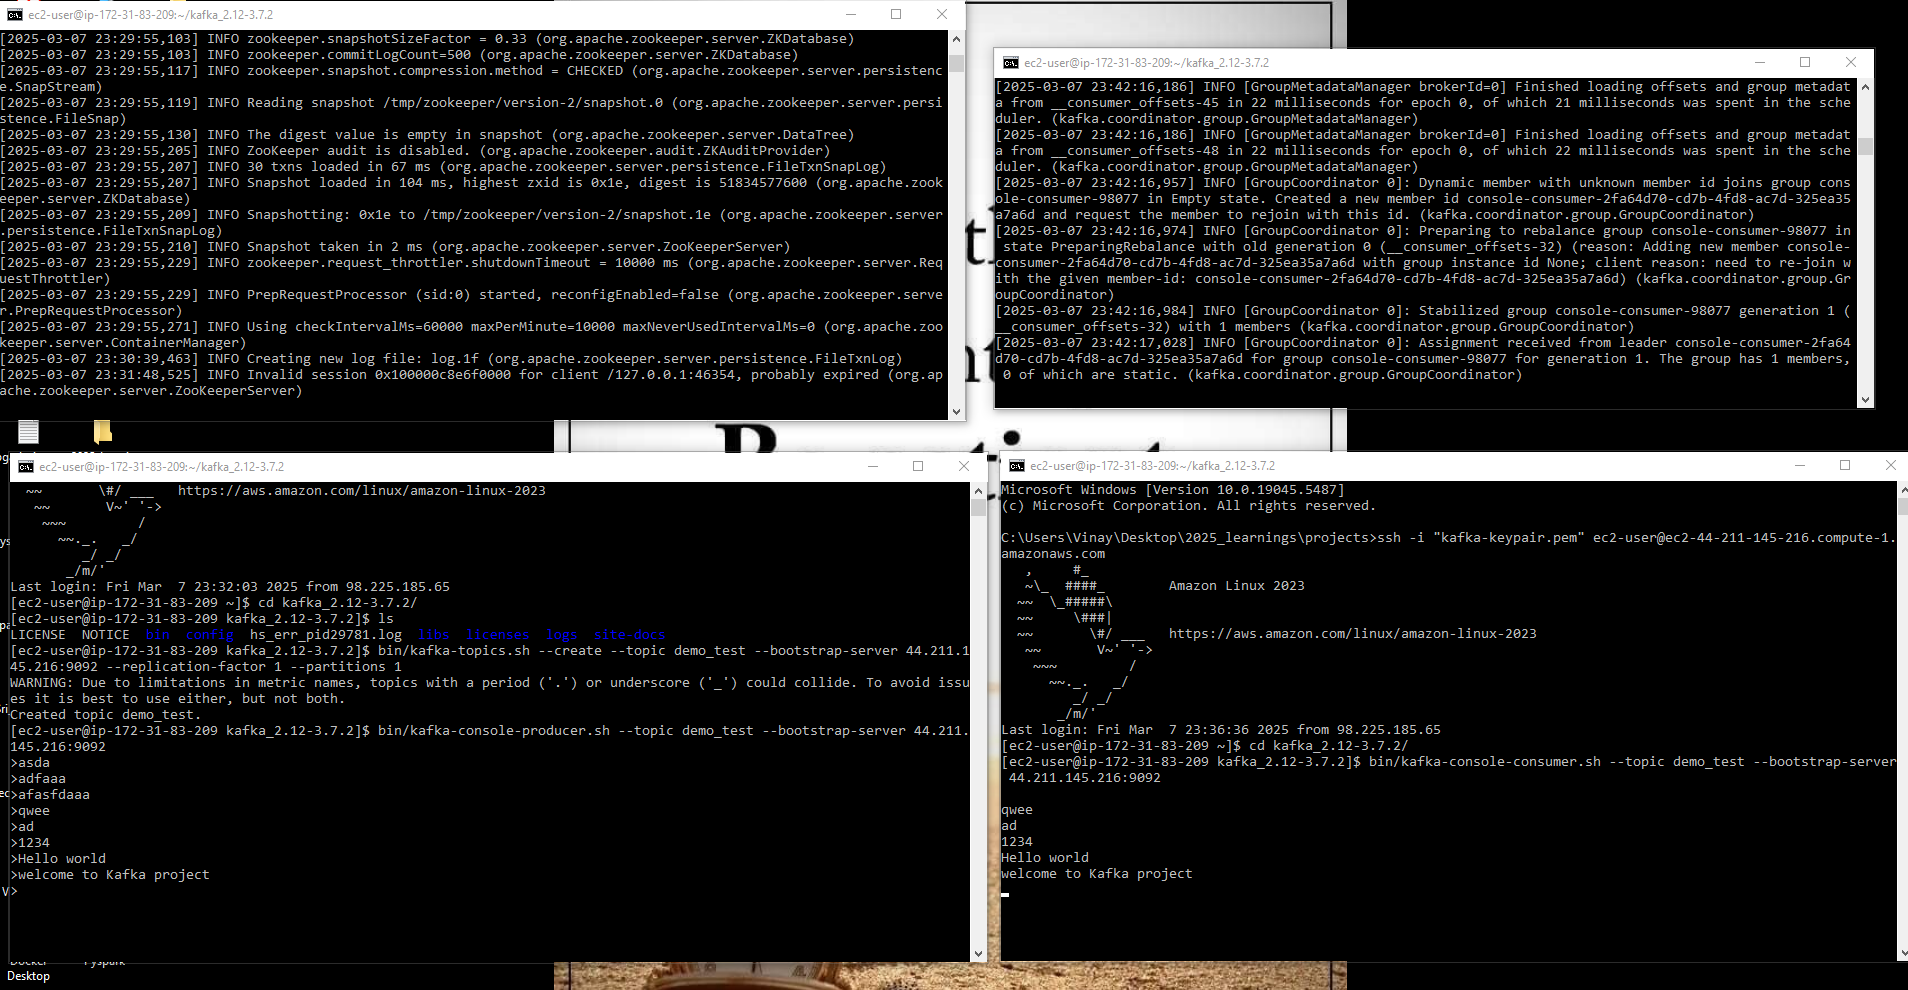 ec2-user@ip-172-31-83-209:~/kafka_2.12-3.7.2
[2025-03-07 23:29:55,103] INFO zookeeper.snapshotSizeFactor = 0.33 (org.apache.zookeeper.server.ZKDatabase)
[2025-03-07 23:29:55,103] INFO zookeeper.commitLogCount=500 (org.apache.zookeeper.server.ZKDatabase)
[2025-03-07 23:29:55,117] INFO zookeeper.snapshot.compression.method = CHECKED (org.apache.zookeeper.server.persistenc
e.SnapStream)
[2025-03-07 23:29:55,119] INFO Reading snapshot /tmp/zookeeper/version-2/snapshot.0 (org.apache.zookeeper.server.persi
stence.FileSnap)
[2025-03-07 23:29:55,130] INFO The digest value is empty in snapshot (org.apache.zookeeper.server.DataTree)
[2025-03-07 23:29:55,205] INFO ZooKeeper audit is disabled. (org.apache.zookeeper.audit.ZKAuditProvider)
[2025-03-07 23:29:55,207] INFO 30 txns loaded in 67 ms (org.apache.zookeeper.server.persistence.FileTxnSnapLog)
[2025-03-07 23:29:55,207] INFO Snapshot loaded in 104 ms, highest zxid is 0x1e, digest is 51834577600 (org.apache.zook
eeper.server.ZKDatabase)
[2025-03-07 23:29:55,209] INFO Snapshotting: 0x1e to /tmp/zookeeper/version-2/snapshot.1e (org.apache.zookeeper.server
.persistence.FileTxnSnapLog)
[2025-03-07 23:29:55,210] INFO Snapshot taken in 2 ms (org.apache.zookeeper.server.ZooKeeperServer)
[2025-03-07 23:29:55,229] INFO zookeeper.request_throttler.shutdownTimeout = 10000 ms (org.apache.zookeeper.server.Req
uestThrottler)
[2025-03-07 23:29:55,229] INFO PrepRequestProcessor (sid:0) started, reconfigEnabled=false (org.apache.zookeeper.serve
r.PrepRequestProcessor)
[2025-03-07 23:29:55,271] INFO Using checkIntervalMs=60000 maxPerMinute=10000 maxNeverUsedIntervalMs=0 (org.apache.zoo
keeper.server.ContainerManager)
[2025-03-07 23:30:39,463] INFO Creating new log file: log.1f (org.apache.zookeeper.server.persistence.FileTxnLog)
[2025-03-07 23:31:48,525] INFO Invalid session 0x100000c8e6f0000 for client /127.0.0.1:46354, probably expired (org.ap
ache.zookeeper.server.ZooKeeperServer)
ec2-user@ip-172-31-83-209:~/kafka_2.12-3.7.2
[2025-03-07 23:42:16,186] INFO [GroupMetadataManager brokerId=0] Finished loading offsets and group metadat
a from __consumer_offsets-45 in 22 milliseconds for epoch 0, of which 21 milliseconds was spent in the sche
duler. (kafka.coordinator.group.GroupMetadataManager)
[2025-03-07 23:42:16,186] INFO [GroupMetadataManager brokerId=0] Finished loading offsets and group metadat
a from __consumer_offsets-48 in 22 milliseconds for epoch 0, of which 22 milliseconds was spent in the sche
duler. (kafka.coordinator.group.GroupMetadataManager)
[2025-03-07 23:42:16,957] INFO [GroupCoordinator 0]: Dynamic member with unknown member id joins group cons
ole-consumer-98077 in Empty state. Created a new member id console-consumer-2fa64d70-cd7b-4fd8-ac7d-325ea35
a7a6d and request the member to rejoin with this id. (kafka.coordinator.group.GroupCoordinator)
[2025-03-07 23:42:16,974] INFO [GroupCoordinator 0]: Preparing to rebalance group console-consumer-98077 in
 state PreparingRebalance with old generation 0 (__consumer_offsets-32) (reason: Adding new member console-
consumer-2fa64d70-cd7b-4fd8-ac7d-325ea35a7a6d with group instance id None; client reason: need to re-join w
ith the given member-id: console-consumer-2fa64d70-cd7b-4fd8-ac7d-325ea35a7a6d) (kafka.coordinator.group.Gr
oupCoordinator)
[2025-03-07 23:42:16,984] INFO [GroupCoordinator 0]: Stabilized group console-consumer-98077 generation 1 (
__consumer_offsets-32) with 1 members (kafka.coordinator.group.GroupCoordinator)
[2025-03-07 23:42:17,028] INFO [GroupCoordinator 0]: Assignment received from leader console-consumer-2fa64
d70-cd7b-4fd8-ac7d-325ea35a7a6d for group console-consumer-98077 for generation 1. The group has 1 members,
 0 of which are static. (kafka.coordinator.group.GroupCoordinator)
ec2-user@ip-172-31-83-209:~/kafka_2.12-3.7.2
https://aws.amazon.com/linux/amazon-linux-2023
Last login: Fri Mar  7 23:32:03 2025 from 98.225.185.65
[ec2-user@ip-172-31-83-209 ~]$ cd kafka_2.12-3.7.2/
[ec2-user@ip-172-31-83-209 kafka_2.12-3.7.2]$ ls
LICENSE  NOTICE  bin  config  hs_err_pid29781.log  libs  licenses  logs  site-docs
[ec2-user@ip-172-31-83-209 kafka_2.12-3.7.2]$ bin/kafka-topics.sh --create --topic demo_test --bootstrap-server 44.211.1
45.216:9092 --replication-factor 1 --partitions 1
WARNING: Due to limitations in metric names, topics with a period ('.') or underscore ('_') could collide. To avoid issu
es it is best to use either, but not both.
Created topic demo_test.
[ec2-user@ip-172-31-83-209 kafka_2.12-3.7.2]$ bin/kafka-console-producer.sh --topic demo_test --bootstrap-server 44.211.
145.216:9092
>asda
>adfaaa
>afasfdaaa
>qwee
>ad
>1234
>Hello world
>welcome to Kafka project
>
Desktop
ec2-user@ip-172-31-83-209:~/kafka_2.12-3.7.2
Microsoft Windows [Version 10.0.19045.5487]
(c) Microsoft Corporation. All rights reserved.
C:\Users\Vinay\Desktop\2025_learnings\projects>ssh -i "kafka-keypair.pem" ec2-user@ec2-44-211-145-216.compute-1.
amazonaws.com
Amazon Linux 2023
https://aws.amazon.com/linux/amazon-linux-2023
Last login: Fri Mar  7 23:36:36 2025 from 98.225.185.65
[ec2-user@ip-172-31-83-209 ~]$ cd kafka_2.12-3.7.2/
[ec2-user@ip-172-31-83-209 kafka_2.12-3.7.2]$ bin/kafka-console-consumer.sh --topic demo_test --bootstrap-server
 44.211.145.216:9092
qwee
ad
1234
Hello world
welcome to Kafka project